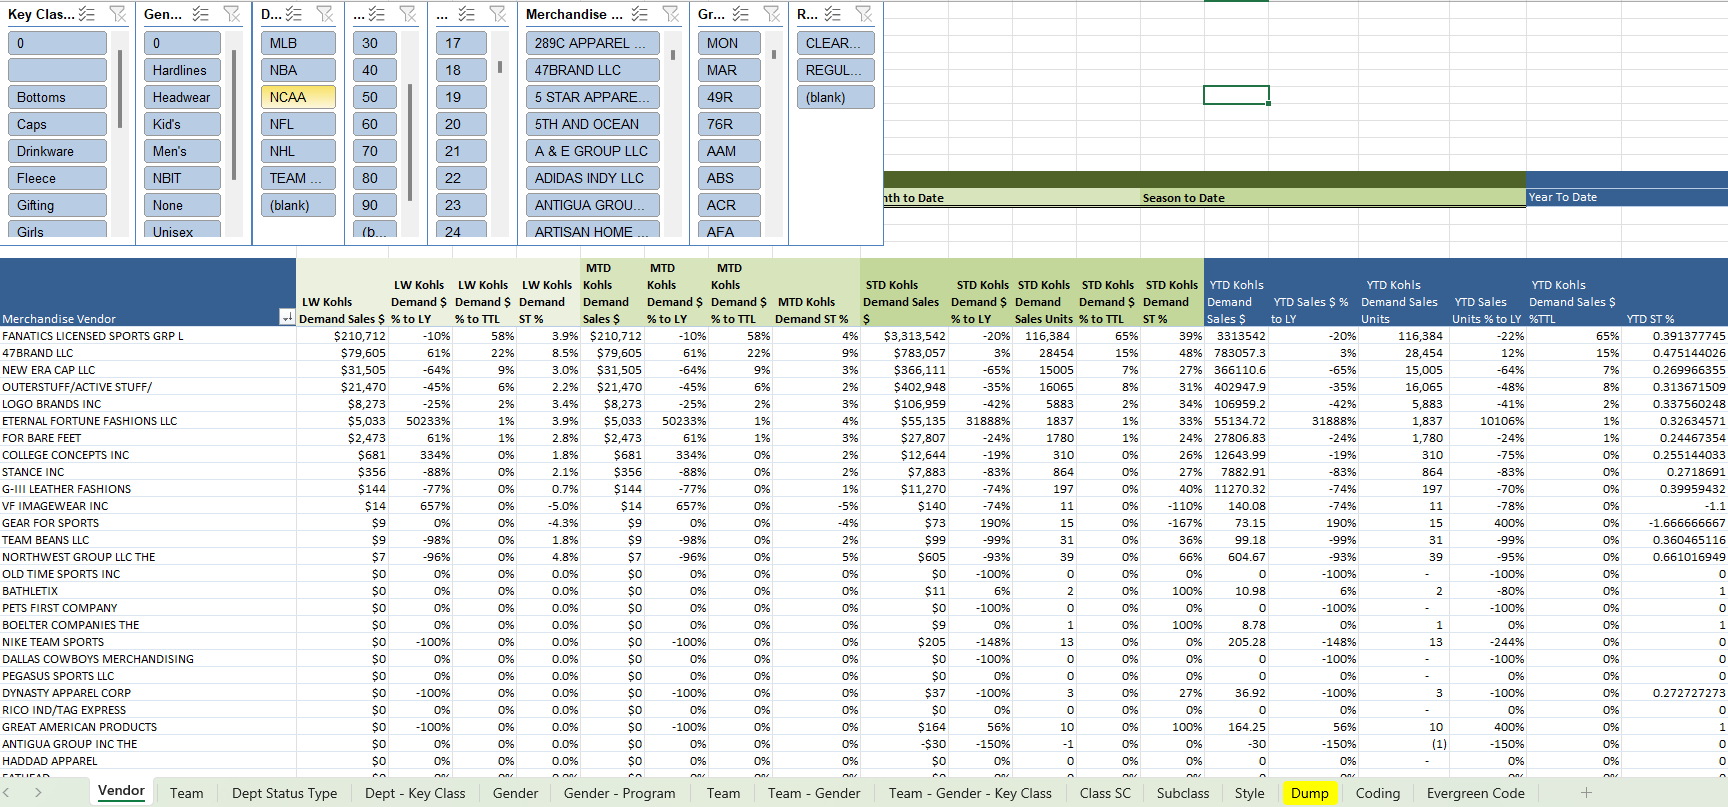 Key Clas...
Gen...
D...
...
...
Merchandise ...
Gr...
R...
0
0
MLB
30
17
289C APPAREL ...
MON
CLEAR...
Hardlines
NBA
40
18
47BRAND LLC
MAR
REGUL...
Bottoms
Headwear
NCAA
50
19
5 STAR APPARE...
49R
(blank)
Caps
Kid's
NFL
60
20
5TH AND OCEAN
76R
Drinkware
Men's
NHL
70
21
A & E GROUP LLC
AAM
Fleece
NBIT
TEAM ...
80
22
ADIDAS INDY LLC
ABS
Gifting
None
(blank)
90
23
ANTIGUA GROU...
ACR
Girls
Unisex
(b...
24
ARTISAN HOME ...
AFA
nth to Date
Season to Date
Year To Date
Merchandise Vendor
LW Kohls Demand Sales $
LW Kohls Demand $ % to LY
LW Kohls Demand $ % to TTL
LW Kohls Demand ST %
MTD Kohls Demand Sales $
MTD Kohls Demand $ % to LY
MTD Kohls Demand $ % to TTL
MTD Kohls Demand ST %
STD Kohls Demand Sales $
STD Kohls Demand $ % to LY
STD Kohls Demand Sales Units
STD Kohls Demand $ % to TTL
STD Kohls Demand ST %
YTD Kohls Demand Sales $
YTD Sales $ % to LY
YTD Kohls Demand Sales Units
YTD Sales Units % to LY
YTD Kohls Demand Sales $ %TTL
YTD ST %
FANATICS LICENSED SPORTS GRP L $210,712 -10% 58% 3.9% $210,712 -10% 58% 4% $3,313,542 -20% 116,384 65% 39% 3313542 -20% 116,384 -22% 65% 0.391377745
47BRAND LLC $79,605 61% 22% 8.5% $79,605 61% 22% 9% $783,057 3% 28454 15% 48% 783057.3 3% 28,454 12% 15% 0.475144026
NEW ERA CAP LLC $31,505 -64% 9% 3.0% $31,505 -64% 9% 3% $366,111 -65% 15005 7% 27% 366110.6 -65% 15,005 -64% 7% 0.269966355
OUTERSTUFF/ACTIVE STUFF/ $21,470 -45% 6% 2.2% $21,470 -45% 6% 2% $402,948 -35% 16065 8% 31% 402947.9 -35% 16,065 -48% 8% 0.313671509
LOGO BRANDS INC $8,273 -25% 2% 3.4% $8,273 -25% 2% 3% $106,959 -42% 5883 2% 34% 106959.2 -42% 5,883 -41% 2% 0.337560248
ETERNAL FORTUNE FASHIONS LLC $5,033 50233% 1% 3.9% $5,033 50233% 1% 4% $55,135 31888% 1837 1% 33% 55134.72 31888% 1,837 10106% 1% 0.32634571
FOR BARE FEET $2,473 61% 1% 2.8% $2,473 61% 1% 3% $27,807 -24% 1780 1% 24% 27806.83 -24% 1,780 -24% 1% 0.24467354
COLLEGE CONCEPTS INC $681 334% 0% 1.8% $681 334% 0% 2% $12,644 -19% 310 0% 26% 12643.99 -19% 310 -75% 0% 0.255144033
STANCE INC $356 -88% 0% 2.1% $356 -88% 0% 2% $7,883 -83% 864 0% 27% 7882.91 -83% 864 -83% 0% 0.2718691
G-III LEATHER FASHIONS $144 -77% 0% 0.7% $144 -77% 0% 1% $11,270 -74% 197 0% 40% 11270.32 -74% 197 -70% 0% 0.39959432
VF IMAGEWEAR INC $14 657% 0% -5.0% $14 657% 0% -5% $140 -74% 11 0% -110% 140.08 -74% 11 -78% 0% -1.1
GEAR FOR SPORTS $9 0% 0% -4.3% $9 0% 0% -4% $73 190% 15 0% -167% 73.15 190% 15 400% 0% -1.666666667
TEAM BEANS LLC $9 -98% 0% 1.8% $9 -98% 0% 2% $99 -99% 31 0% 36% 99.18 -99% 31 -99% 0% 0.360465116
NORTHWEST GROUP LLC THE $7 -96% 0% 4.8% $7 -96% 0% 5% $605 -93% 39 0% 66% 604.67 -93% 39 -95% 0% 0.661016949
OLD TIME SPORTS INC $0 0% 0% 0.0% $0 0% 0% 0% $0 -100% 0 0% 0% 0 -100% - -100% 0% 0
BATHLETIX $0 0% 0% 0.0% $0 0% 0% 0% $11 6% 2 0% 100% 10.98 6% 2 -80% 0% 1
PETS FIRST COMPANY $0 0% 0% 0.0% $0 0% 0% 0% $0 -100% 0 0% 0% 0 -100% - -100% 0% 0
BOELTER COMPANIES THE $0 0% 0% 0.0% $0 0% 0% 0% $9 0% 1 0% 100% 8.78 0% 1 0% 0% 1
NIKE TEAM SPORTS $0 -100% 0% 0.0% $0 -100% 0% 0% $205 -148% 13 0% 0% 205.28 -148% 13 -244% 0% 0
DALLAS COWBOYS MERCHANDISING $0 0% 0% 0.0% $0 0% 0% 0% $0 -100% 0 0% 0% 0 -100% - -100% 0% 0
PEGASUS SPORTS LLC $0 0% 0% 0.0% $0 0% 0% 0% $0 0% 0 0% 0% 0 0% - 0% 0% 0
DYNASTY APPAREL CORP $0 -100% 0% 0.0% $0 -100% 0% 0% $37 -100% 3 0% 27% 36.92 -100% 3 -100% 0% 0.272727273
RICO IND/TAG EXPRESS $0 0% 0% 0.0% $0 0% 0% 0% $0 0% 0 0% 0% 0 0% - 0% 0% 0
GREAT AMERICAN PRODUCTS $0 -100% 0% 0.0% $0 -100% 0% 0% $164 56% 10 0% 100% 164.25 56% 10 400% 0% 1
ANTIGUA GROUP INC THE $0 0% 0% 0.0% $0 0% 0% 0% -$30 -150% -1 0% 0% -30 -150% (1) -150% 0% 0
HADDAD APPAREL $0 0% 0% 0.0% $0 0% 0% 0% $0 0% 0 0% 0% 0 0% - 0% 0% 0
Vendor
Team
Dept Status Type
Dept - Key Class
Gender
Gender - Program
Team
Team - Gender
Team - Gender - Key Class
Class SC
Subclass
Style
Dump
Coding
Evergreen Code